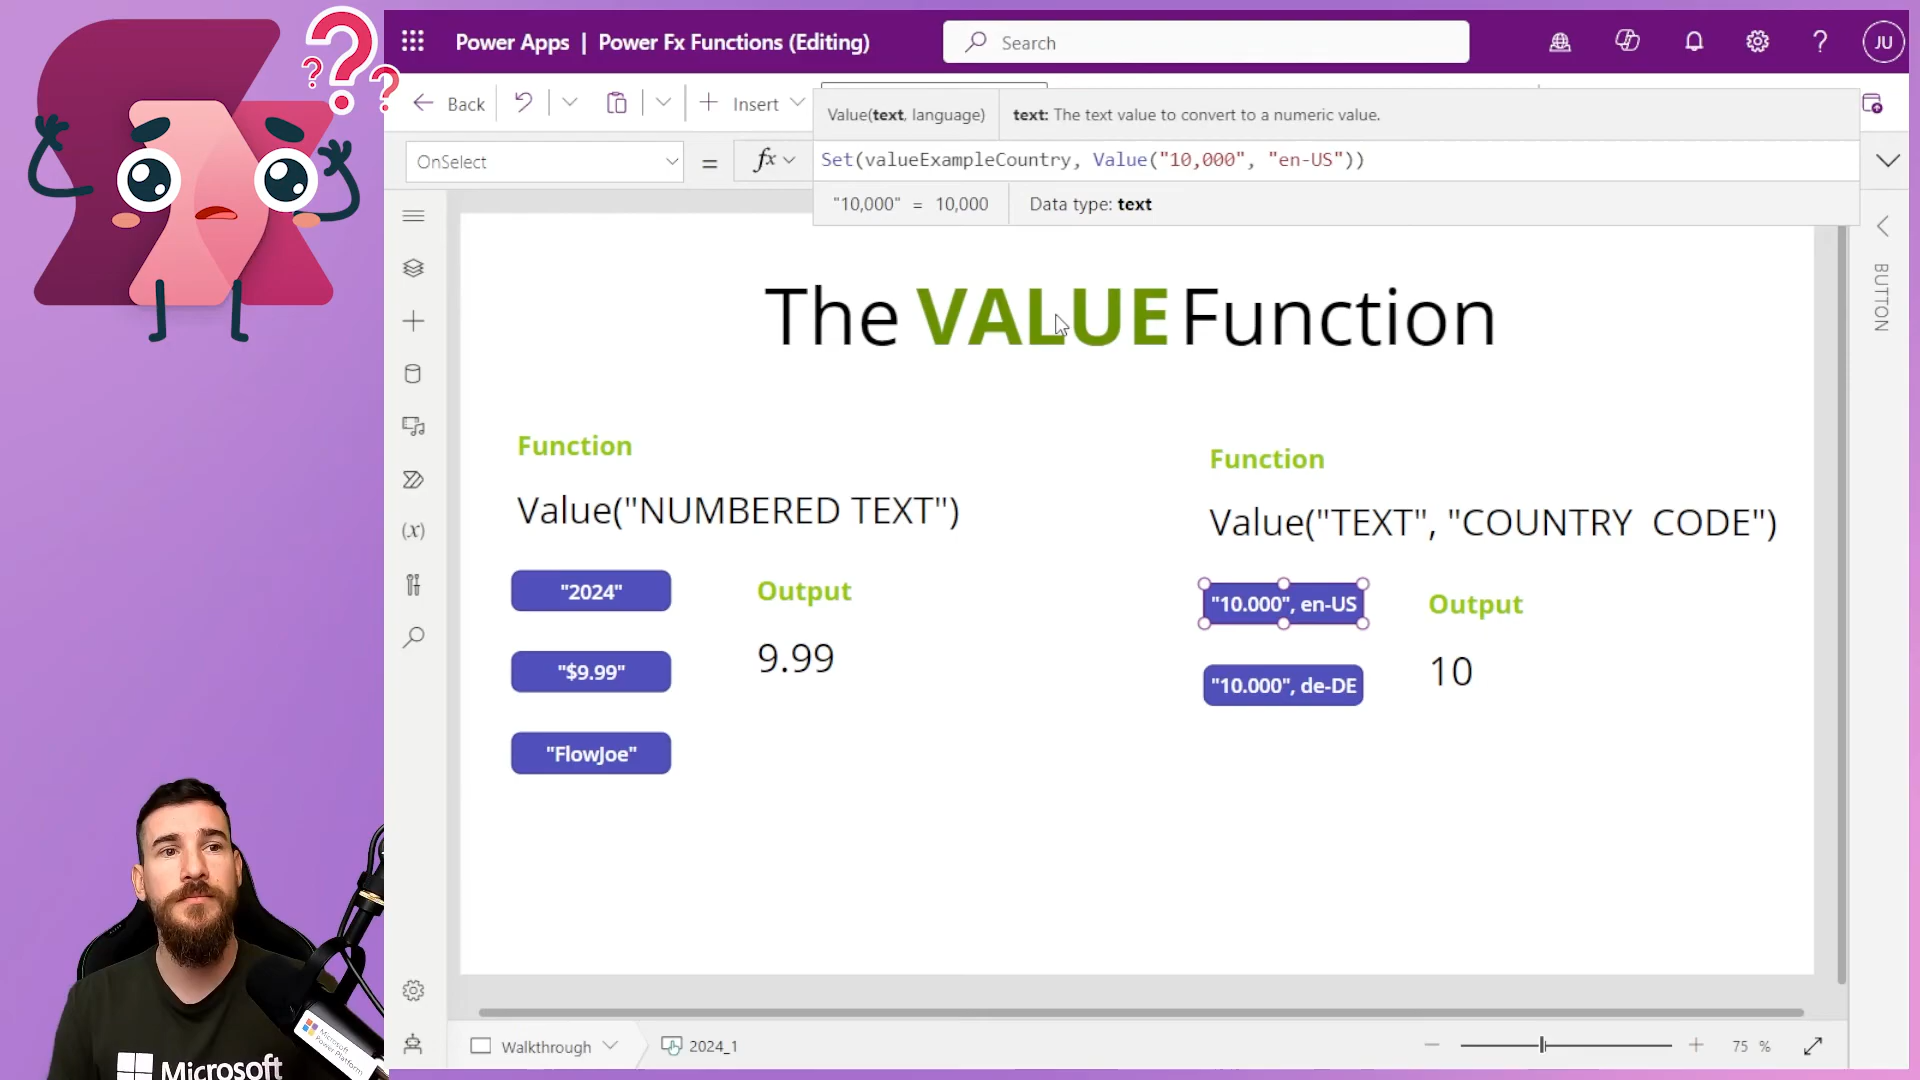 ? ? ?
Power Apps | Power Fx Functions (Editing)
Search
?
JU
Back
Insert
Value(text, language)
text: The text value to convert to a numeric value.
OnSelect
=
fx
Set(valueExampleCountry, Value("10,000", "en-US"))
"10,000" = 10,000
Data type: text
BUTTON
(x)
The VALUE Function
Function
Value("NUMBERED TEXT")
"2024"
Output
"$9.99"
9.99
"FlowJoe"
Function
Value("TEXT", "COUNTRY CODE")
"10.000", en-US
Output
"10.000", de-DE
10
Microsoft
Power Platform
Microsoft
Walkthrough
2024_1
75 %